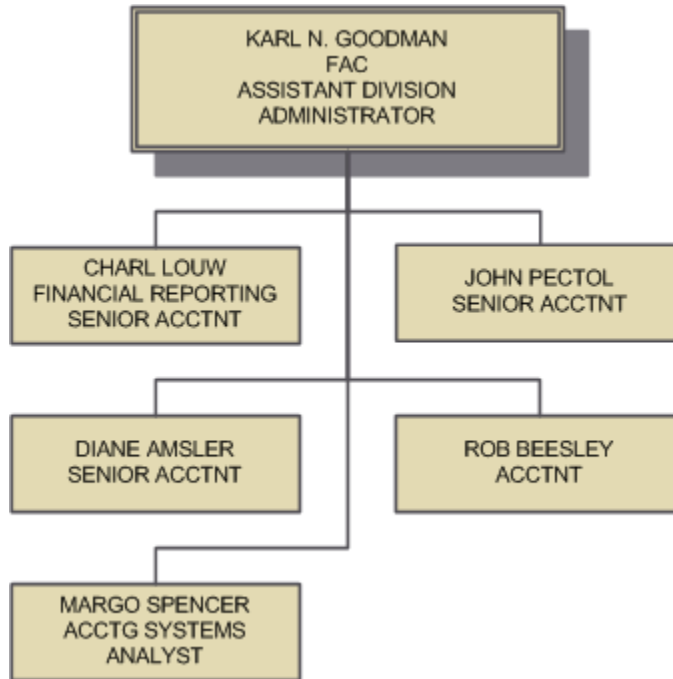 KARL N. GOODMAN
FAC
ASSISTANT DIVISION
ADMINISTRATOR
CHARL LOUW
FINANCIAL REPORTING
SENIOR ACCTNT
JOHN PECTOL
SENIOR ACCTNT
DIANE AMSLER
SENIOR ACCTNT
ROB BEESLEY
ACCTNT
MARGO SPENCER
ACCTG SYSTEMS
ANALYST